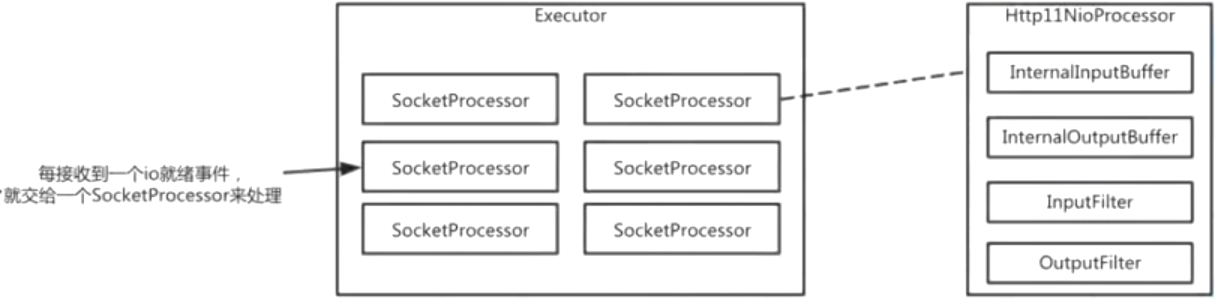 Executor
SocketProcessor
SocketProcessor
SocketProcessor
SocketProcessor
SocketProcessor
SocketProcessor
每接收到一个io就绪事件，
就交给一个SocketProcessor来处理
Http11NioProcessor
InternalInputBuffer
InternalOutputBuffer
InputFilter
OutputFilter